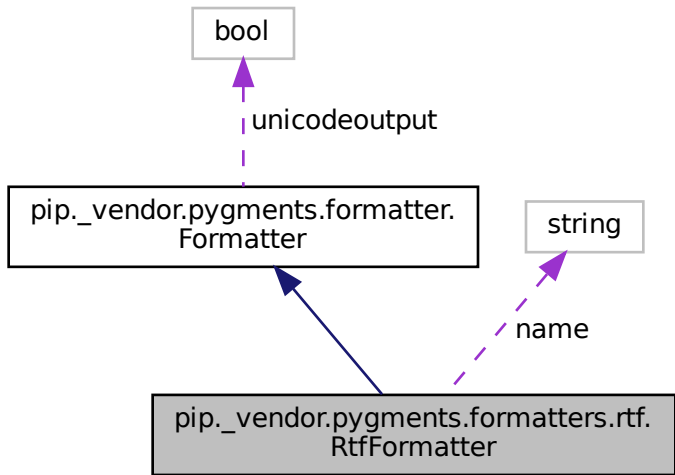 bool
unicodeoutput
pip._vendor.pygments.formatter.
Formatter
string
name
pip._vendor.pygments.formatters.rtf.
RtfFormatter